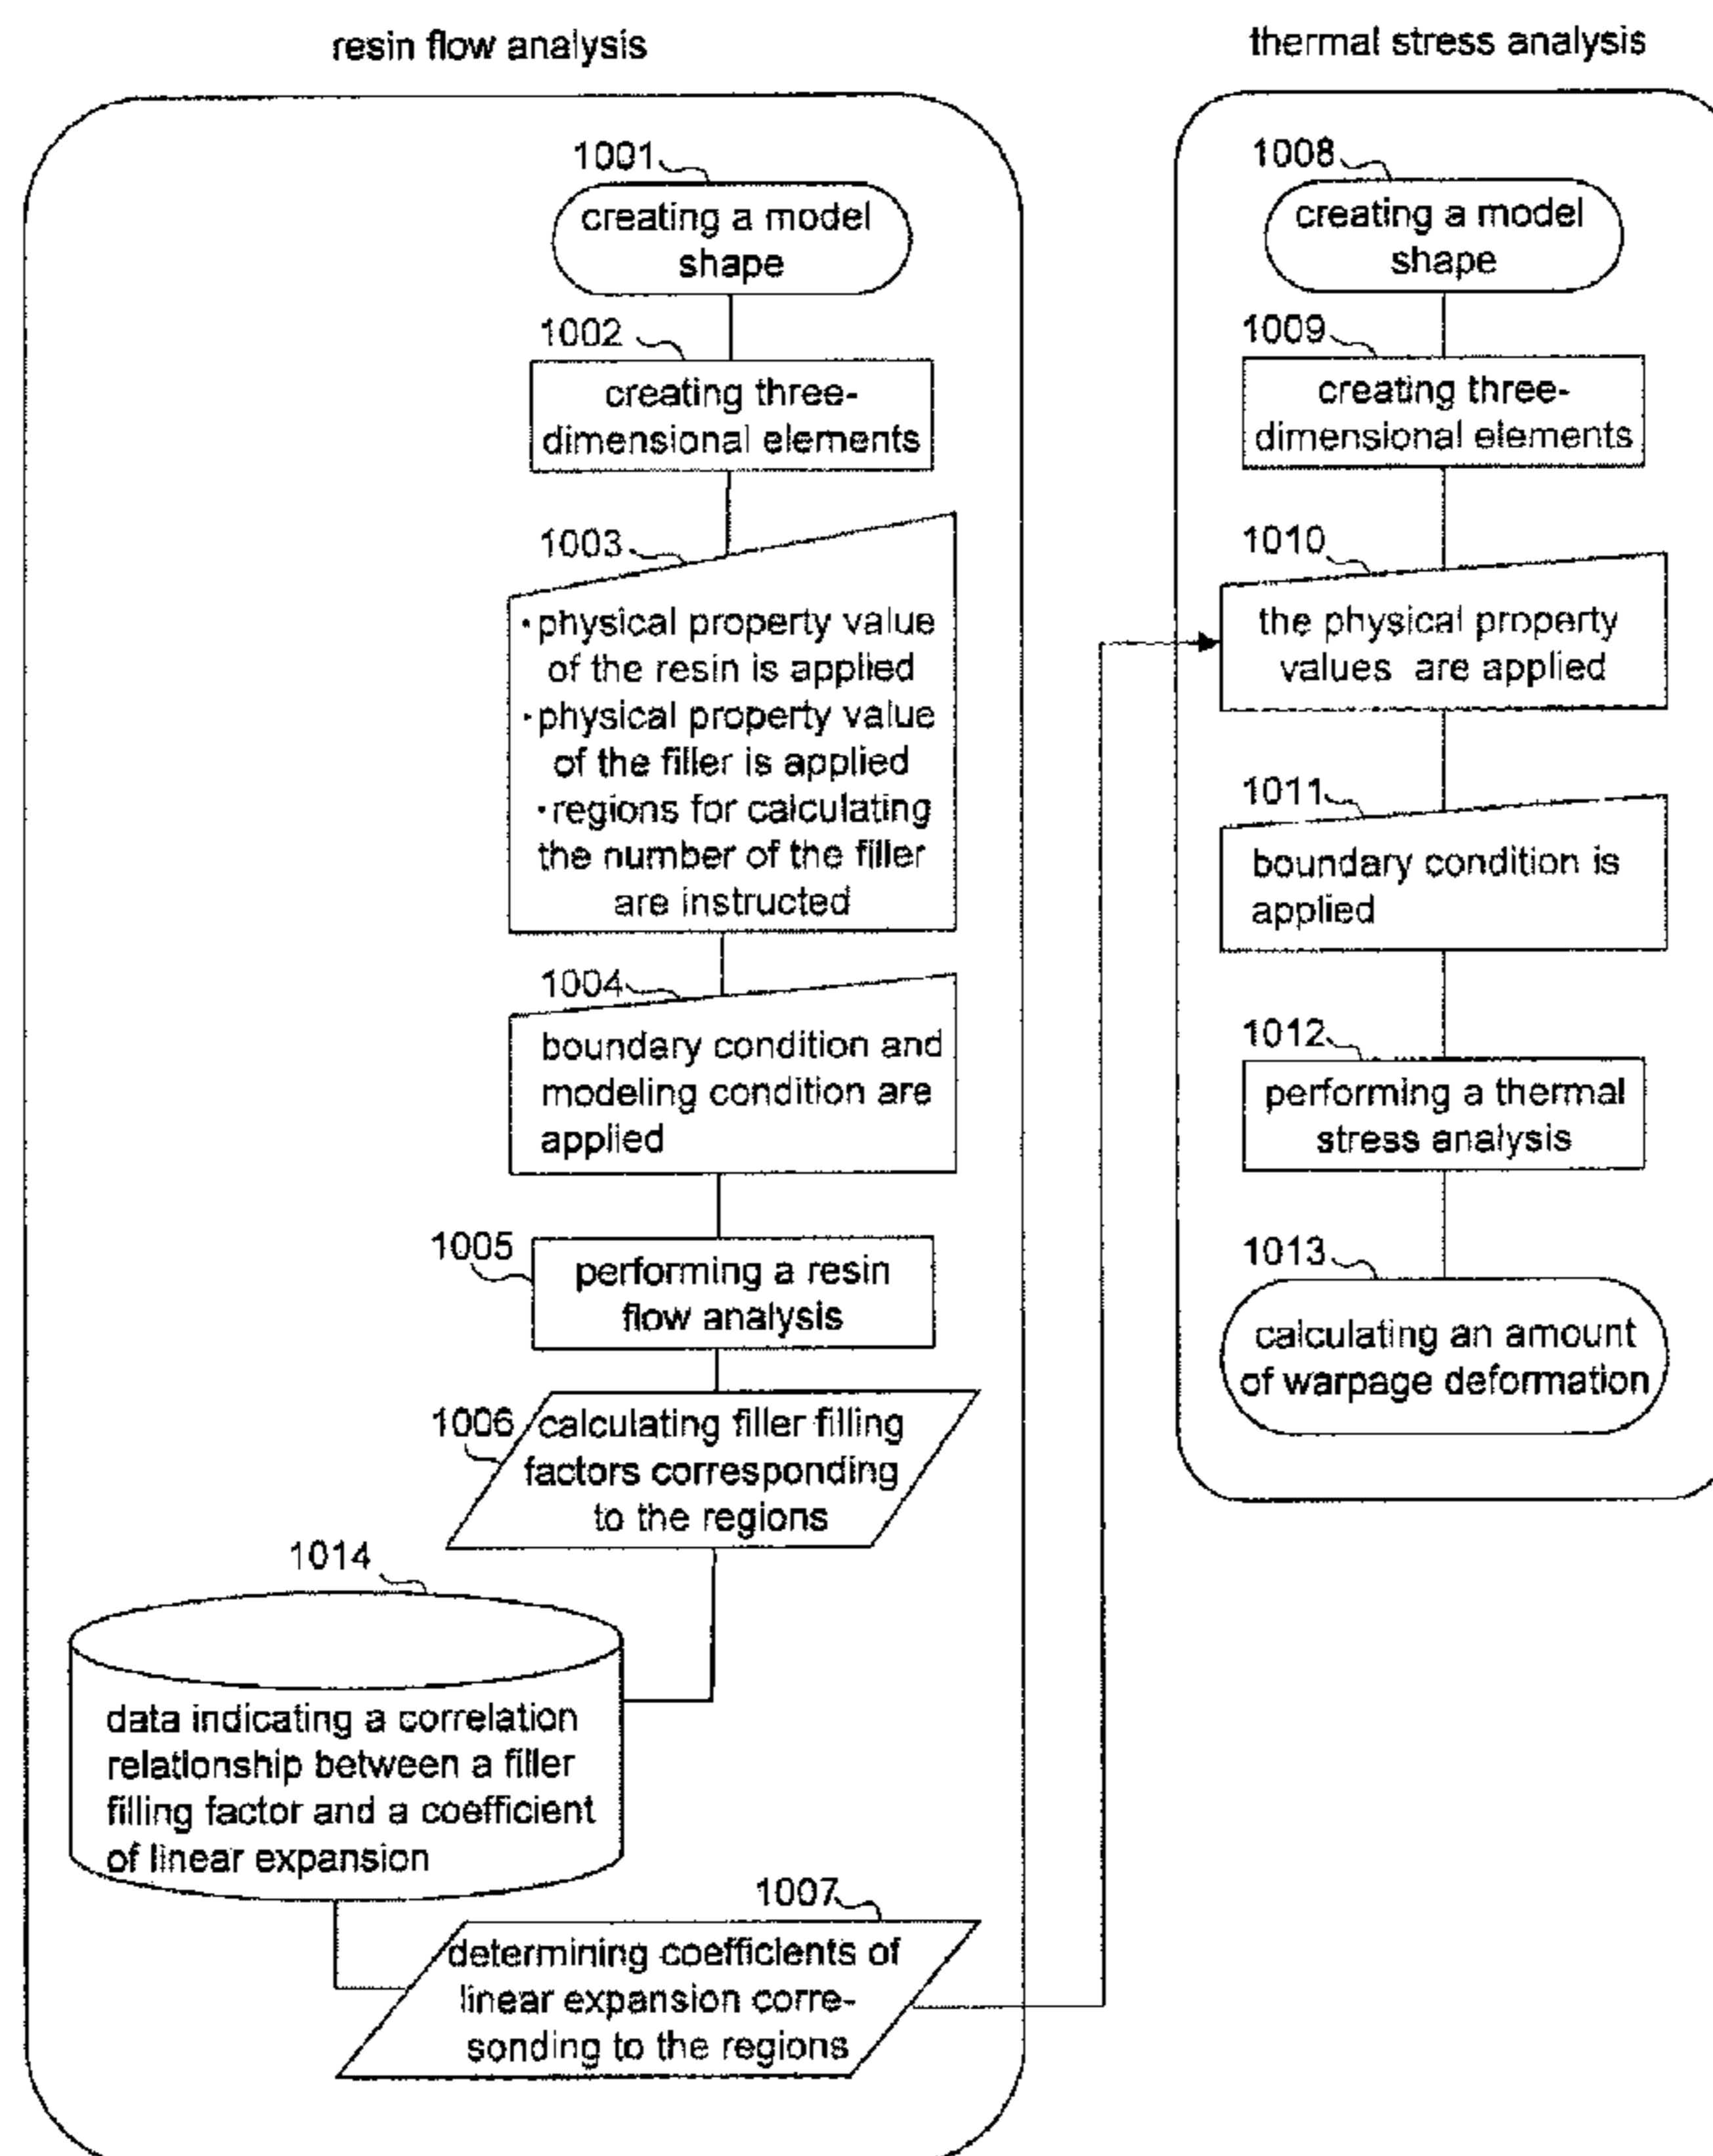 resin flow analysis
1001
creating a model
shape
1002
creating three-
dimensional elements
1003
・physical property value
of the resin is applied
・physical property value
of the filler is applied
・regions for calculating
the number of the filler
are instructed
1004
boundary condition and
modeling condition are
applied
1005
performing a resin
flow analysis
1006
calculating filler filling
factors corresponding
to the regions
1014
data indicating a correlation
relationship between a filler
filling factor and a coefficient
of linear expansion
1007
determining coefficients of
linear expansion corre-
sonding to the regions
thermal stress analysis
1008
creating a model
shape
1009
creating three-
dimensional elements
1010
the physical property
values are applied
1011
boundary condition is
applied
1012
performing a thermal
stress analysis
1013
calculating an amount
of warpage deformation